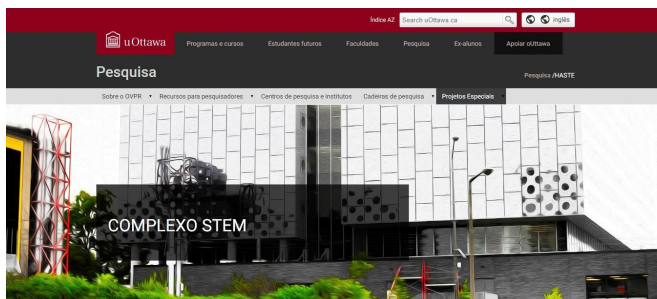 Índice AZ Search uOttawa.ca inglês
uOttawa Programas e cursos Estudantes futuros Faculdades Pesquisa Ex-alunos Apoiar oUttawa
Pesquisa
Pesquisa /HASTE
Sobre o OVPR • Recursos para pesquisadores • Centros de pesquisa e institutos Cadeiras de pesquisa • Projetos Especiais
COMPLEXO STEM